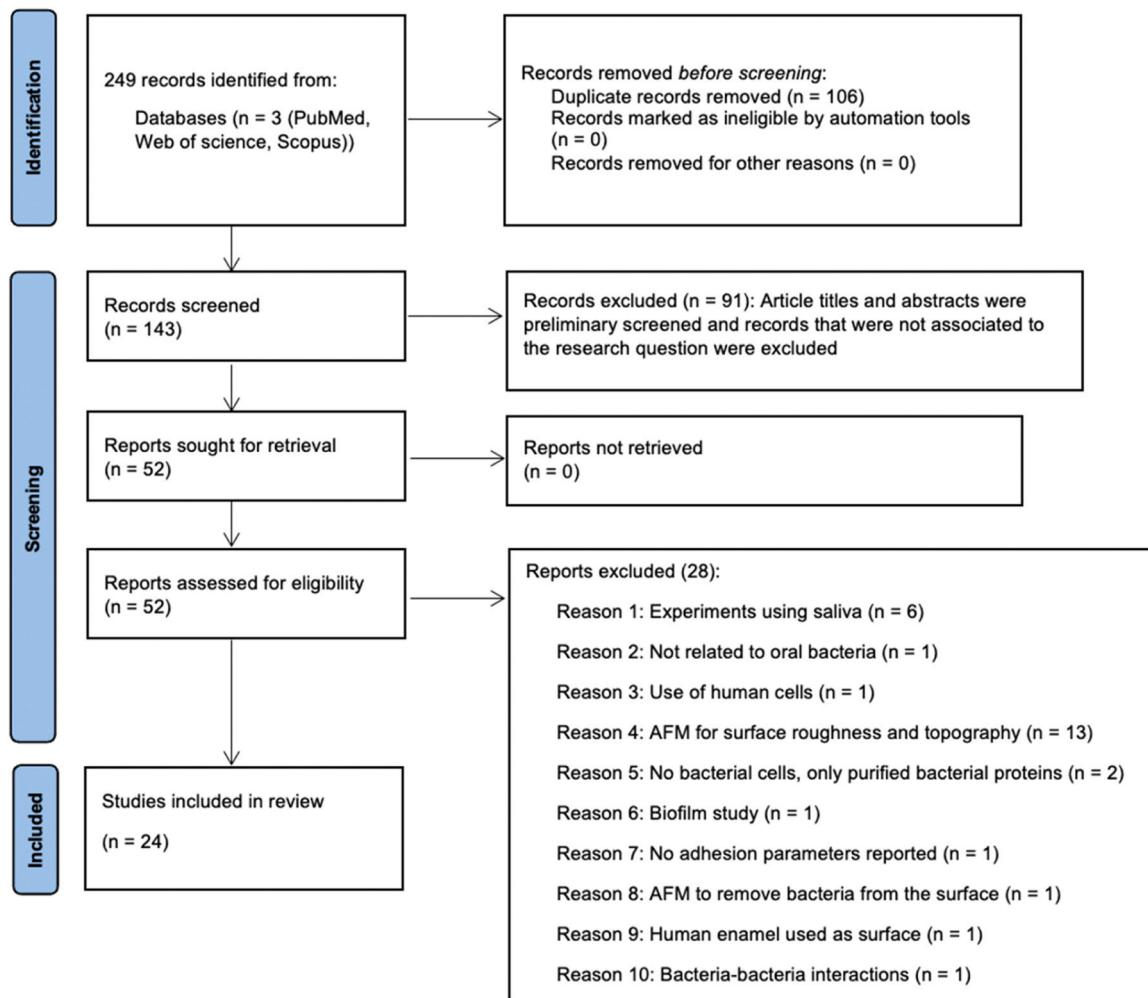 Identification
249 records identified from:
Databases (n = 3 (PubMed,
Web of science, Scopus))
Records removed before screening:
Duplicate records removed (n = 106)
Records marked as ineligible by automation tools
(n = 0)
Records removed for other reasons (n = 0)
Screening
Records screened
(n = 143)
Records excluded (n = 91): Article titles and abstracts were
preliminary screened and records that were not associated to
the research question were excluded
Reports sought for retrieval
(n = 52)
Reports not retrieved
(n = 0)
Reports assessed for eligibility
(n = 52)
Reports excluded (28):
Reason 1: Experiments using saliva (n = 6)
Reason 2: Not related to oral bacteria (n = 1)
Reason 3: Use of human cells (n = 1)
Reason 4: AFM for surface roughness and topography (n = 13)
Reason 5: No bacterial cells, only purified bacterial proteins (n = 2)
Reason 6: Biofilm study (n = 1)
Reason 7: No adhesion parameters reported (n = 1)
Reason 8: AFM to remove bacteria from the surface (n = 1)
Reason 9: Human enamel used as surface (n = 1)
Reason 10: Bacteria-bacteria interactions (n = 1)
Included
Studies included in review
(n = 24)